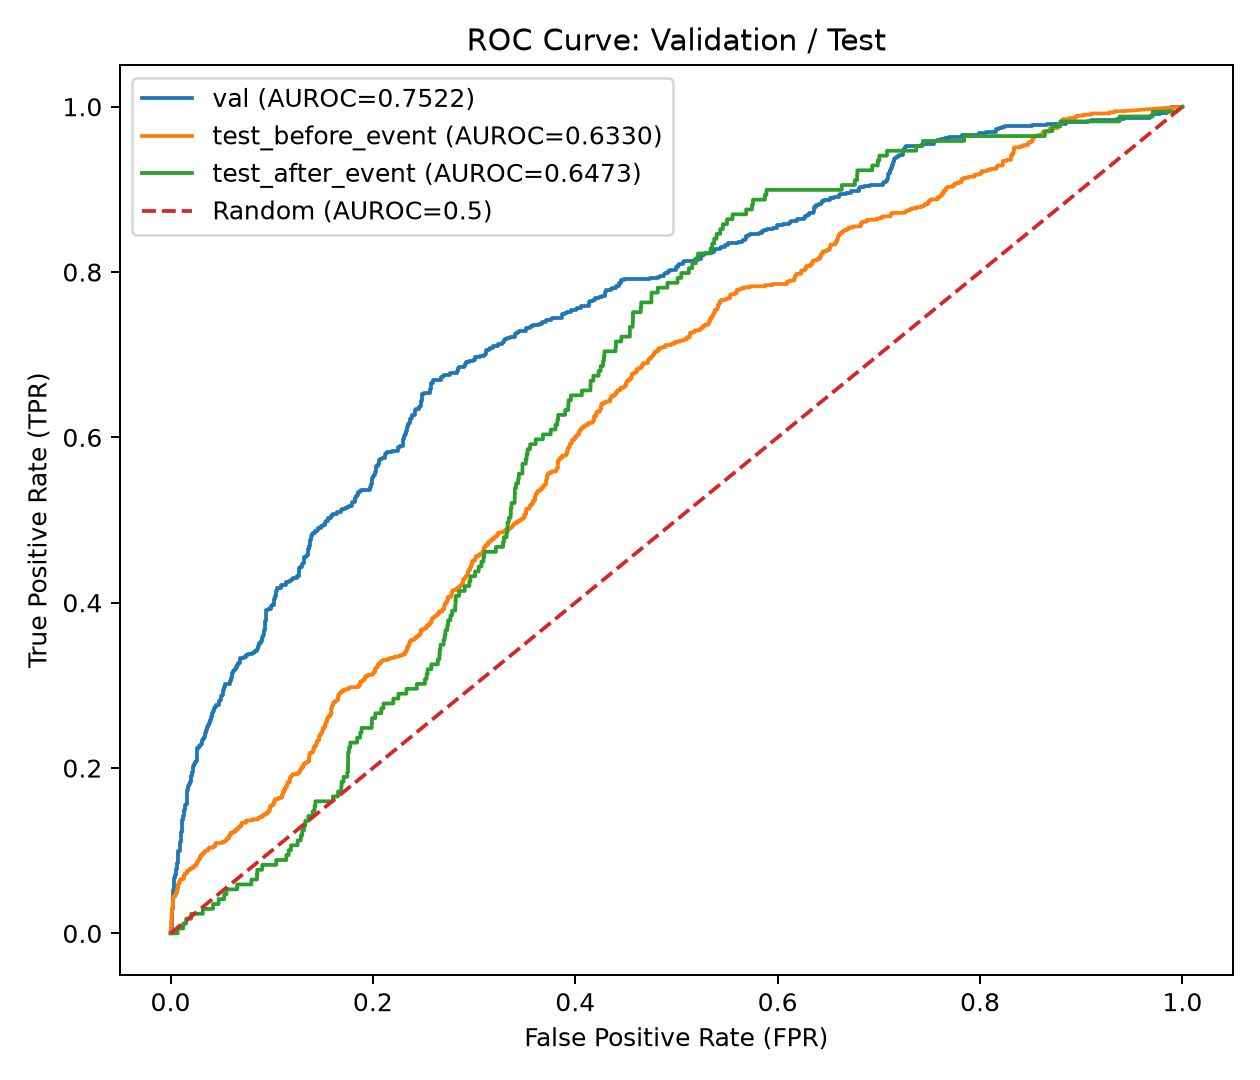 ROC Curve: Validation / Test
val (AUROC=0.7522)
test_before_event (AUROC=0.6330)
test_after_event (AUROC=0.6473)
Random (AUROC=0.5)
True Positive Rate (TPR)
1.0
0.8
0.6
0.4
0.2
0.0
0.0 0.2 0.4 0.6 0.8 1.0
False Positive Rate (FPR)